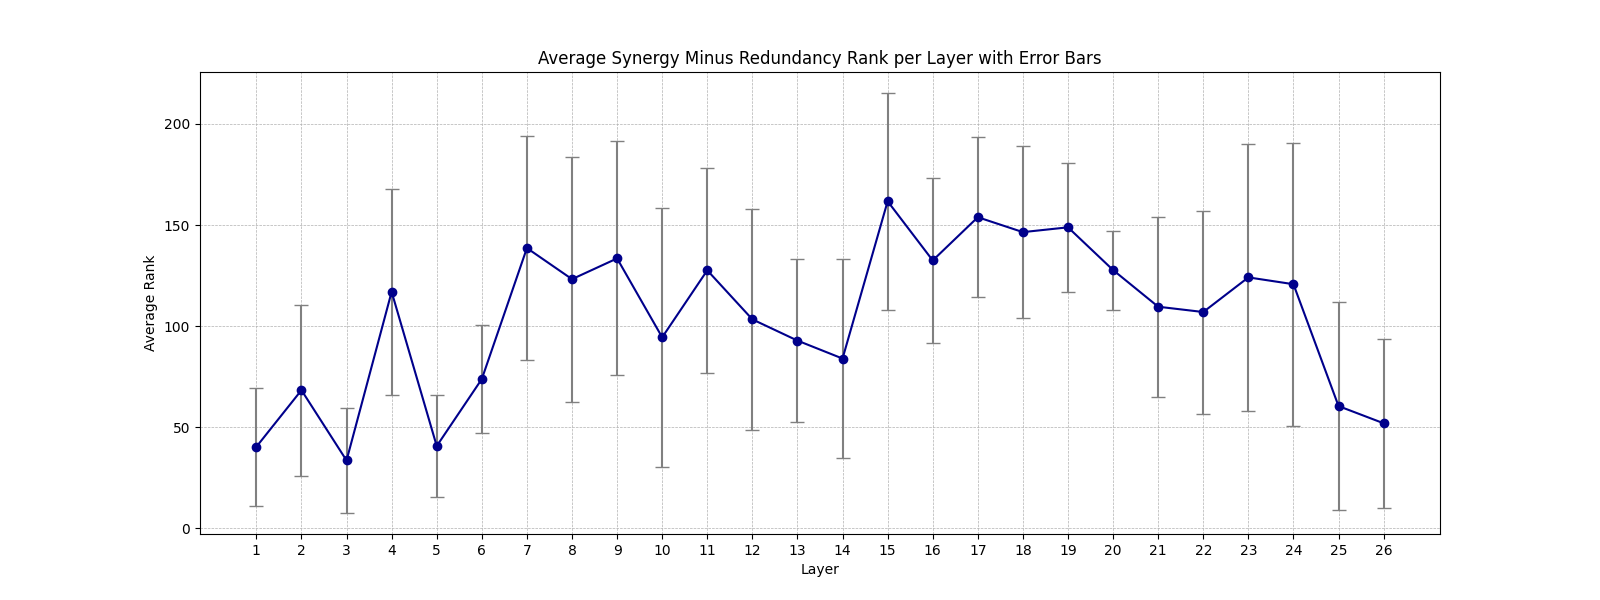 Average Synergy Minus Redundancy Rank per Layer with Error Bars
200
150
100
50
0
Average Rank
1 2 3 4 5 6 7 8 9 10 11 12 13 14 15 16 17 18 19 20 21 22 23 24 25 26
Layer